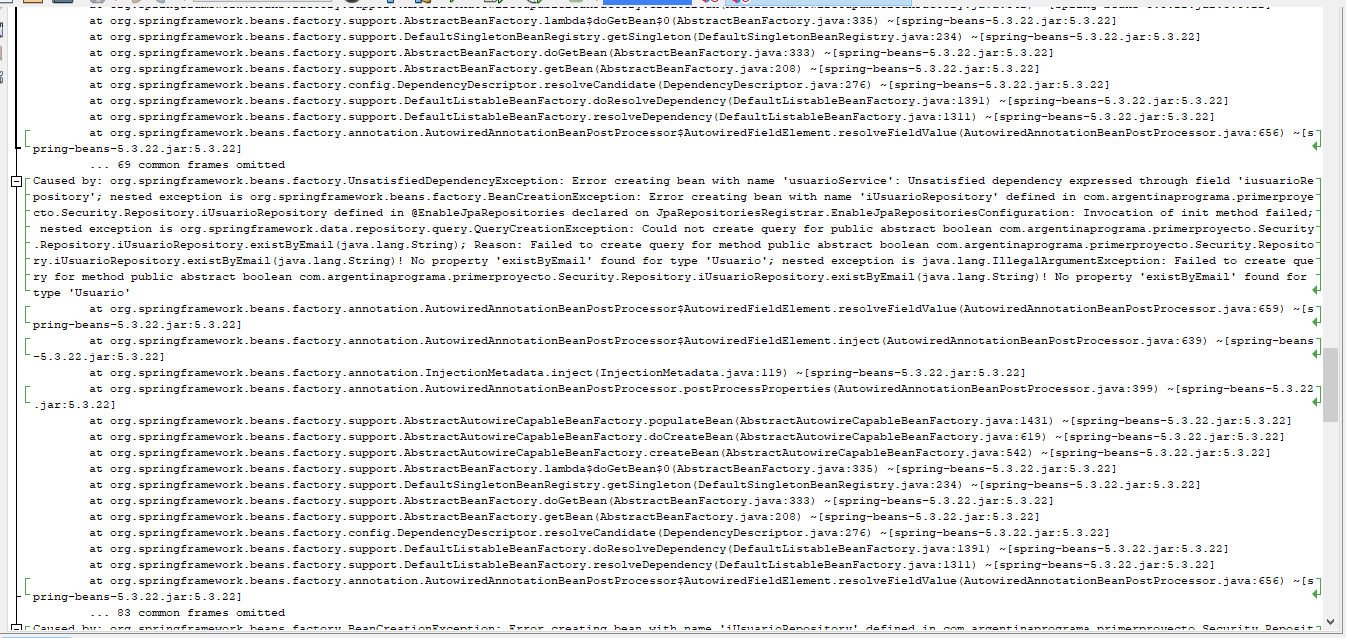 at org.springframework.beans.factory.support.AbstractBeanFactory.lambda$doGetBean$0(AbstractBeanFactory.java:335) ~[spring-beans-5.3.22.jar:5.3.22]
at org.springframework.beans.factory.support.DefaultSingletonBeanRegistry.getSingleton(DefaultSingletonBeanRegistry.java:234) ~[spring-beans-5.3.22.jar:5.3.22]
at org.springframework.beans.factory.support.AbstractBeanFactory.doGetBean(AbstractBeanFactory.java:333) ~[spring-beans-5.3.22.jar:5.3.22]
at org.springframework.beans.factory.support.AbstractBeanFactory.getBean(AbstractBeanFactory.java:208) ~[spring-beans-5.3.22.jar:5.3.22]
at org.springframework.beans.factory.config.DependencyDescriptor.resolveCandidate(DependencyDescriptor.java:276) ~[spring-beans-5.3.22.jar:5.3.22]
at org.springframework.beans.factory.support.DefaultListableBeanFactory.doResolveDependency(DefaultListableBeanFactory.java:1391) ~[spring-beans-5.3.22.jar:5.3.22]
at org.springframework.beans.factory.support.DefaultListableBeanFactory.resolveDependency(DefaultListableBeanFactory.java:1311) ~[spring-beans-5.3.22.jar:5.3.22]
at org.springframework.beans.factory.annotation.AutowiredAnnotationBeanPostProcessor$AutowiredFieldElement.resolveFieldValue(AutowiredAnnotationBeanPostProcessor.java:656) ~[s
pring-beans-5.3.22.jar:5.3.22]
... 69 common frames omitted
Caused by: org.springframework.beans.factory.UnsatisfiedDependencyException: Error creating bean with name 'usuarioService': Unsatisfied dependency expressed through field 'iusuarioRe
pository'; nested exception is org.springframework.beans.factory.BeanCreationException: Error creating bean with name 'iUsuarioRepository' defined in com.argentinaprograma.primerproye
cto.Security.Repository.iUsuarioRepository defined in @EnableJpaRepositories declared on JpaRepositoriesRegistrar.EnableJpaRepositoriesConfiguration: Invocation of init method failed;
nested exception is org.springframework.data.repository.query.QueryCreationException: Could not create query for public abstract boolean com.argentinaprograma.primerproyecto.Security
.Repository.iUsuarioRepository.existByEmail(java.lang.String); Reason: Failed to create query for method public abstract boolean com.argentinaprograma.primerproyecto.Security.Reposito
ry.iUsuarioRepository.existByEmail(java.lang.String)! No property 'existByEmail' found for type 'Usuario'; nested exception is java.lang.IllegalArgumentException: Failed to create que
ry for method public abstract boolean com.argentinaprograma.primerproyecto.Security.Repository.iUsuarioRepository.existByEmail(java.lang.String)! No property 'existByEmail' found for
type 'Usuario'
at org.springframework.beans.factory.annotation.AutowiredAnnotationBeanPostProcessor$AutowiredFieldElement.resolveFieldValue(AutowiredAnnotationBeanPostProcessor.java:659) ~[s
pring-beans-5.3.22.jar:5.3.22]
at org.springframework.beans.factory.annotation.AutowiredAnnotationBeanPostProcessor$AutowiredFieldElement.inject(AutowiredAnnotationBeanPostProcessor.java:639) ~[spring-beans
-5.3.22.jar:5.3.22]
at org.springframework.beans.factory.annotation.InjectionMetadata.inject(InjectionMetadata.java:119) ~[spring-beans-5.3.22.jar:5.3.22]
at org.springframework.beans.factory.annotation.AutowiredAnnotationBeanPostProcessor.postProcessProperties(AutowiredAnnotationBeanPostProcessor.java:399) ~[spring-beans-5.3.22
.jar:5.3.22]
at org.springframework.beans.factory.support.AbstractAutowireCapableBeanFactory.populateBean(AbstractAutowireCapableBeanFactory.java:1431) ~[spring-beans-5.3.22.jar:5.3.22]
at org.springframework.beans.factory.support.AbstractAutowireCapableBeanFactory.doCreateBean(AbstractAutowireCapableBeanFactory.java:619) ~[spring-beans-5.3.22.jar:5.3.22]
at org.springframework.beans.factory.support.AbstractAutowireCapableBeanFactory.createBean(AbstractAutowireCapableBeanFactory.java:542) ~[spring-beans-5.3.22.jar:5.3.22]
at org.springframework.beans.factory.support.AbstractBeanFactory.lambda$doGetBean$0(AbstractBeanFactory.java:335) ~[spring-beans-5.3.22.jar:5.3.22]
at org.springframework.beans.factory.support.DefaultSingletonBeanRegistry.getSingleton(DefaultSingletonBeanRegistry.java:234) ~[spring-beans-5.3.22.jar:5.3.22]
at org.springframework.beans.factory.support.AbstractBeanFactory.doGetBean(AbstractBeanFactory.java:333) ~[spring-beans-5.3.22.jar:5.3.22]
at org.springframework.beans.factory.support.AbstractBeanFactory.getBean(AbstractBeanFactory.java:208) ~[spring-beans-5.3.22.jar:5.3.22]
at org.springframework.beans.factory.config.DependencyDescriptor.resolveCandidate(DependencyDescriptor.java:276) ~[spring-beans-5.3.22.jar:5.3.22]
at org.springframework.beans.factory.support.DefaultListableBeanFactory.doResolveDependency(DefaultListableBeanFactory.java:1391) ~[spring-beans-5.3.22.jar:5.3.22]
at org.springframework.beans.factory.support.DefaultListableBeanFactory.resolveDependency(DefaultListableBeanFactory.java:1311) ~[spring-beans-5.3.22.jar:5.3.22]
at org.springframework.beans.factory.annotation.AutowiredAnnotationBeanPostProcessor$AutowiredFieldElement.resolveFieldValue(AutowiredAnnotationBeanPostProcessor.java:656) ~[s
pring-beans-5.3.22.jar:5.3.22]
... 83 common frames omitted
Caused by: org.springframework.beans.factory.BeanCreationException: Error creating bean with name 'iUsuarioRepository' defined in com.argentinaprograma.primerproyecto.Security.Reposit